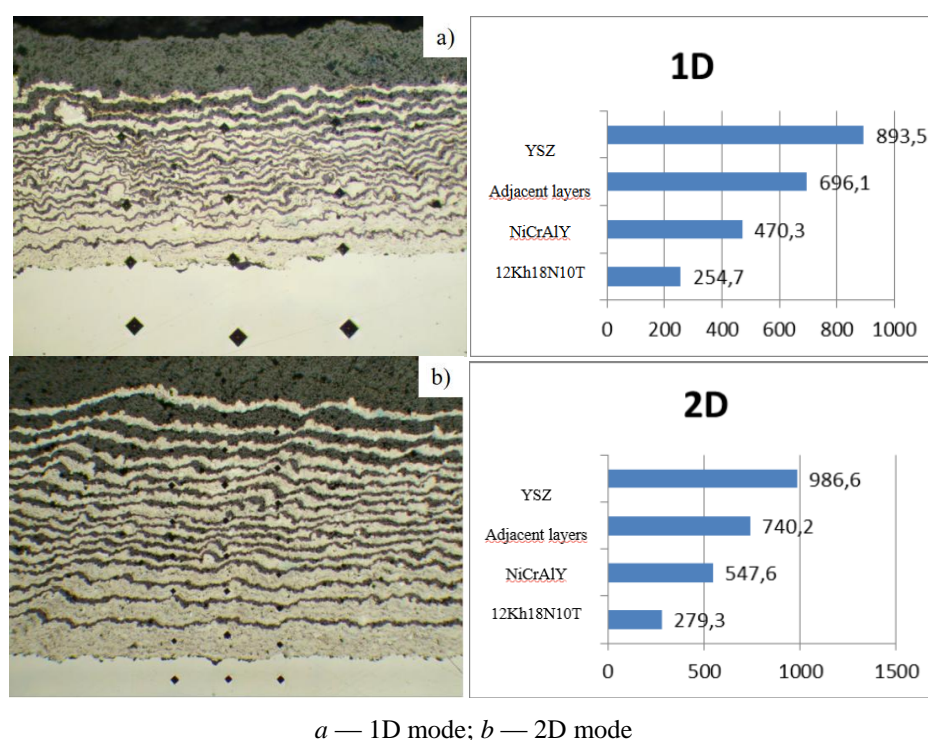 a)
1D
YSZ
893,5
Adjacent layers
696,1
NiCrAlY
470,3
12Kh18N10T
254,7
0 200 400 600 800 1000
b)
2D
YSZ
986,6
Adjacent layers
740,2
NiCrAlY
547,6
12Kh18N10T
279,3
0 500 1000 1500
a — 1D mode; b — 2D mode